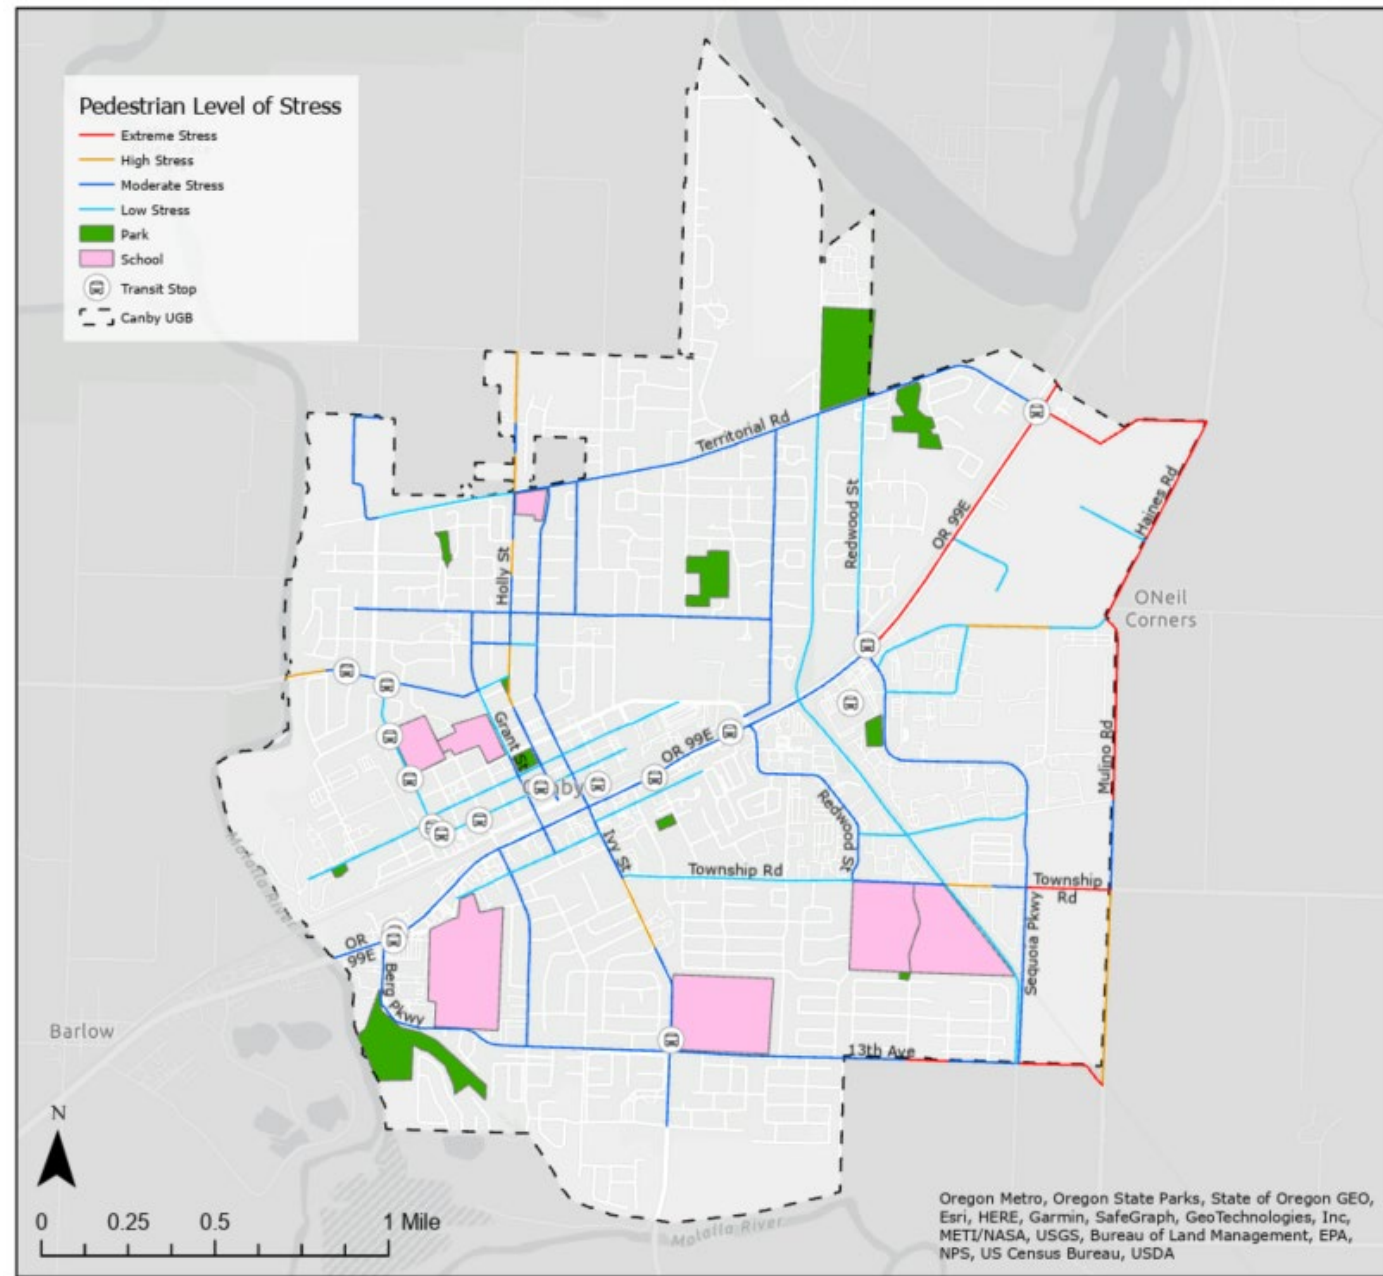 Pedestrian Level of Stress
Extreme Stress
High Stress
Moderate Stress
Low Stress
Park
School
Transit Stop
Canby UGB
Territorial Rd
Redwood St
OR 99E
Haines Rd
Holly St
ONeil
Corners
Grant St
OR 99E
Mulino Rd
Redwood St
Ivy St
Township Rd
Township
Rd
Sequoia Pkwy
OR
99E
Berg
Pkwy
Molalla River
Barlow
13th Ave
N
0 0.25 0.5 1 Mile
Molalla River
Oregon Metro, Oregon State Parks, State of Oregon GEO,
Esri, HERE, Garmin, SafeGraph, GeoTechnologies, Inc,
METI/NASA, USGS, Bureau of Land Management, EPA,
NPS, US Census Bureau, USDA